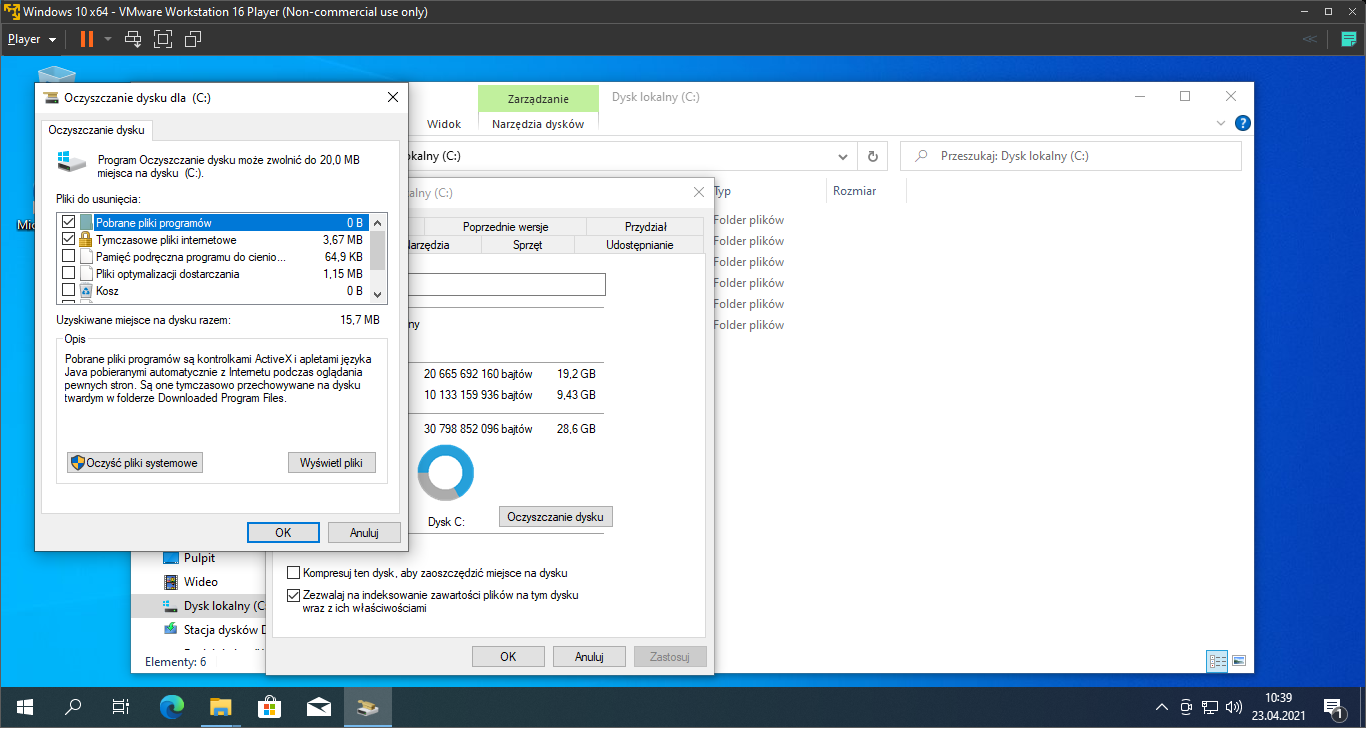 Windows 10 x64 - VMware Workstation 16 Player (Non-commercial use only)
Player
Oczyszczanie dysku dla (C:)
Oczyszczanie dysku
Program Oczyszczanie dysku może zwolnić do 20,0 MB
miejsca na dysku (C:).
Pliki do usunięcia:
Pobrane pliki programów 0 B
Tymczasowe pliki internetowe 3,67 MB
Pamięć podręczna programu do cienio... 64,9 KB
Pliki optymalizacji dostarczania 1,15 MB
Kosz 0 B
Uzyskiwane miejsce na dysku razem: 15,7 MB
Opis
Pobrane pliki programów są kontrolkami ActiveX i apletami języka
Java pobieranymi automatycznie z Internetu podczas oglądania
pewnych stron. Są one tymczasowo przechowywane na dysku
twardym w folderze Downloaded Program Files.
Oczyść pliki systemowe
Wyświetl pliki
OK
Anuluj
Zarządzanie
Dysk lokalny (C:)
Widok
Narzędzia dysków
okalny (C:)
Przeszukaj: Dysk lokalny (C:)
Typ
Rozmiar
Folder plików
Folder plików
Folder plików
Folder plików
Folder plików
Folder plików
alny (C:)
Poprzednie wersje
Przydział
Narzędzia
Sprzęt
Udostępnianie
ny
20 665 692 160 bajtów 19,2 GB
10 133 159 936 bajtów 9,43 GB
30 798 852 096 bajtów 28,6 GB
Dysk C:
Oczyszczanie dysku
Kompresuj ten dysk, aby zaoszczędzić miejsce na dysku
Zezwalaj na indeksowanie zawartości plików na tym dysku
wraz z ich właściwościami
OK
Anuluj
Zastosuj
Mic
Pulpit
Wideo
Dysk lokalny (C
Stacja dysków D
Elementy: 6
10:39
23.04.2021
1